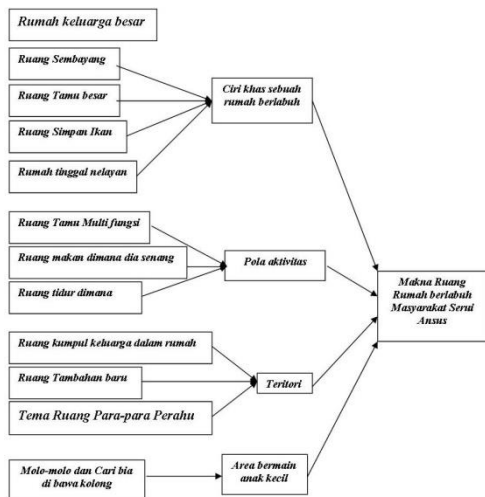 Rumah keluarga besar
Ruang Sembayang
Ruang Tamu besar
Ruang Simpan Ikan
Rumah tinggal nelayan
Ciri khas sebuah
rumah berlabuh
Ruang Tamu Multi fungsi
Ruang makan dimana dia senang
Ruang tidur dimana
Pola aktivitas
Makna Ruang
Rumah berlabuh
Masyarakat Serui
Ansus
Ruang kumpul keluarga dalam rumah
Ruang Tambahan baru
Tema Ruang Para-para Perahu
Teritori
Molo-molo dan Cari bia
di bawa kolong
Area bermain
anak kecil